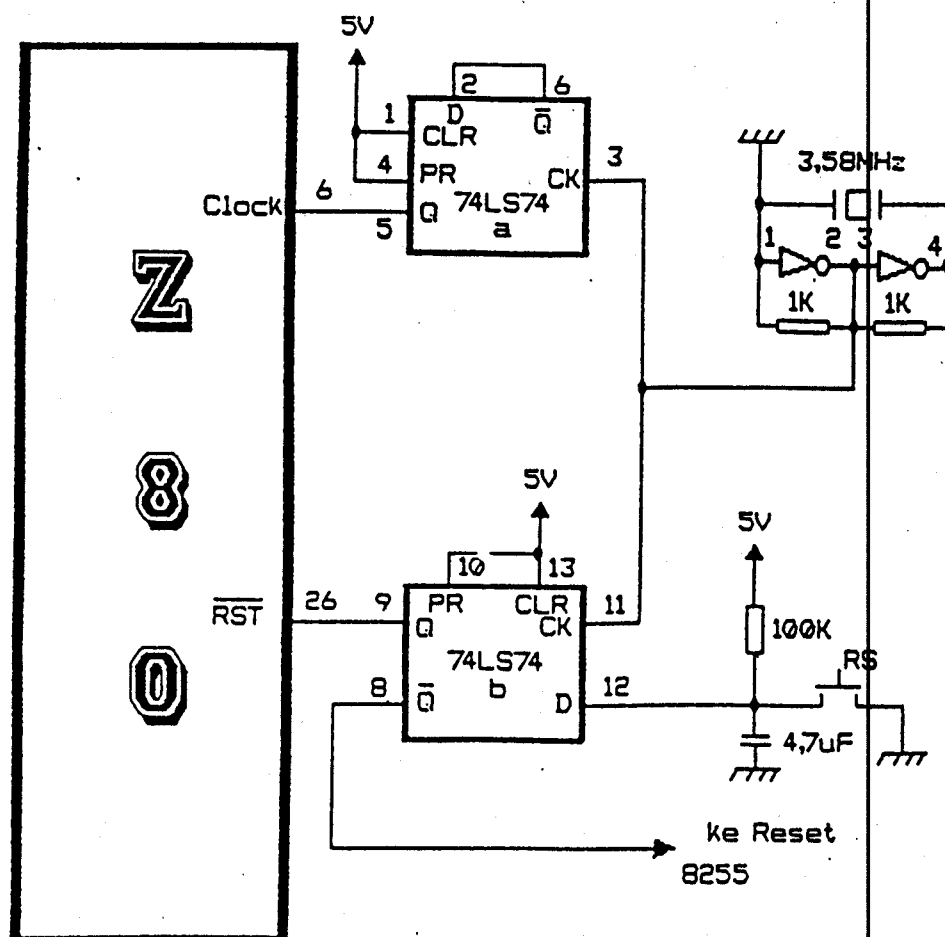 5V
2 6
D Q
1
CLR
3
3,58MHz
4
PR
CK
6
Clock
Q
74LS74
a
5
1 2 3 4
1K 1K
Z
8
0
5V
5V
10 13
RST
26 9
PR CLR
11
Q
CK
100K
74LS74
b
RS
8
Q
D
12
4,7uF
ke Reset
8255